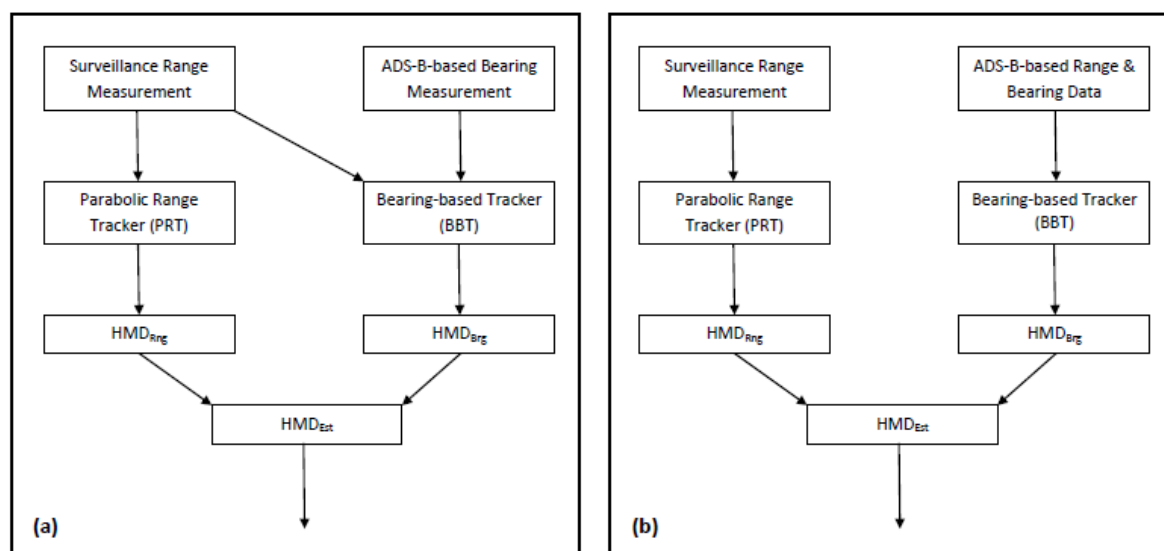 Surveillance Range
Measurement
ADS-B-based Bearing
Measurement
Parabolic Range
Tracker (PRT)
Bearing-based Tracker
(BBT)
HMDRng
HMDBrg
HMDEst
(a)
Surveillance Range
Measurement
ADS-B-based Range &
Bearing Data
Parabolic Range
Tracker (PRT)
Bearing-based Tracker
(BBT)
HMDRng
HMDBrg
HMDEst
(b)